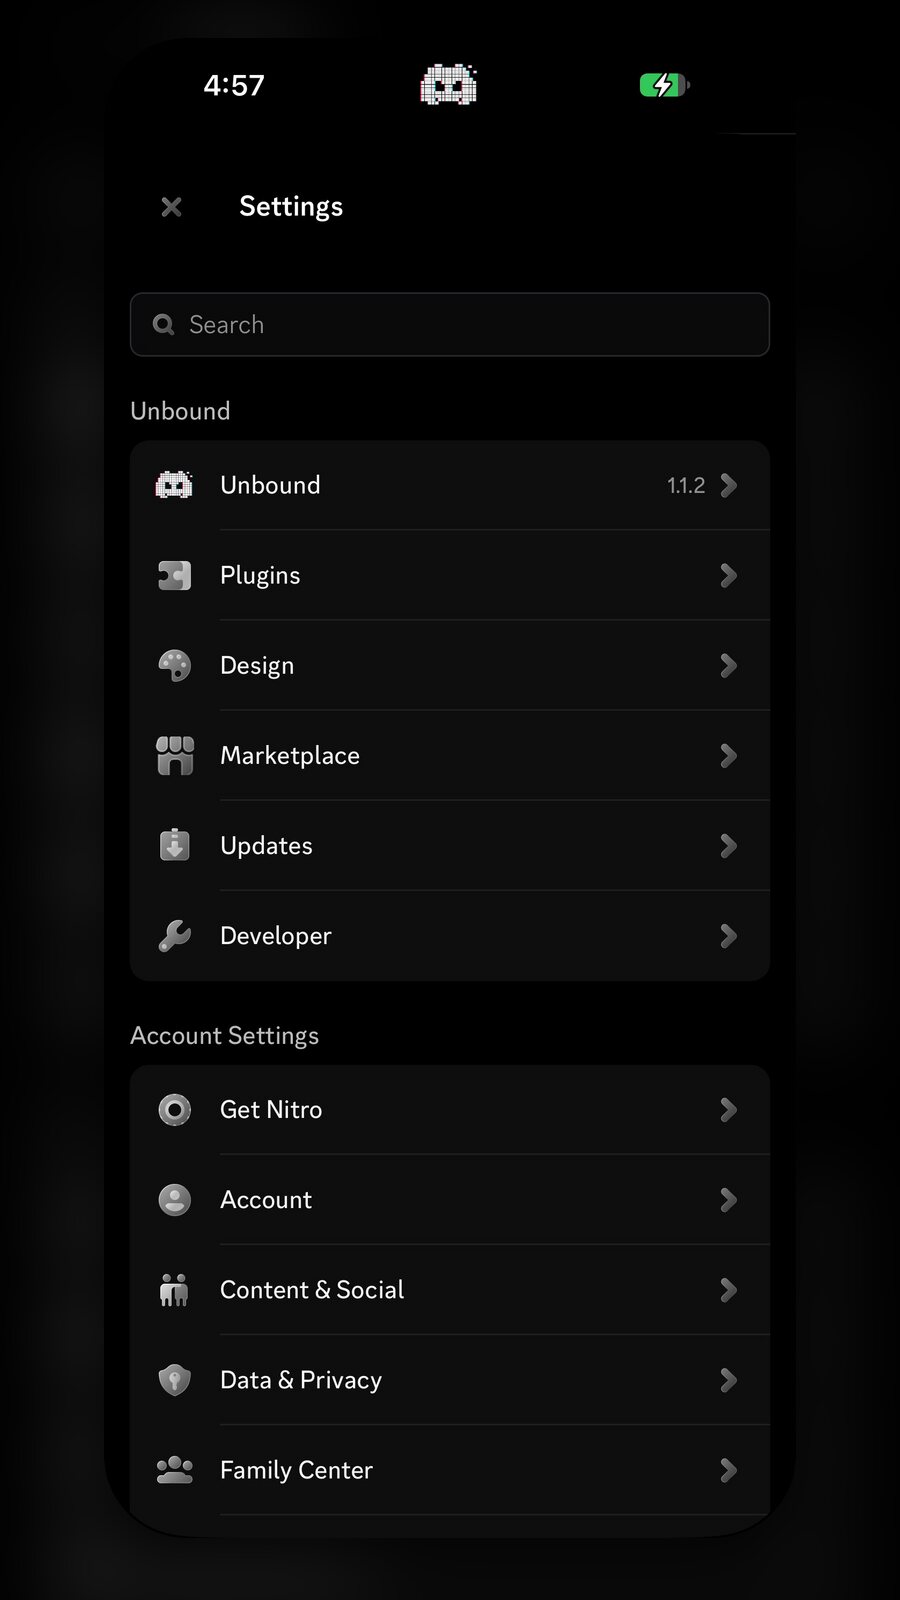 4:57
Settings
Search
Unbound
Unbound 1.1.2
Plugins
Design
Marketplace
Updates
Developer
Account Settings
Get Nitro
Account
Content & Social
Data & Privacy
Family Center